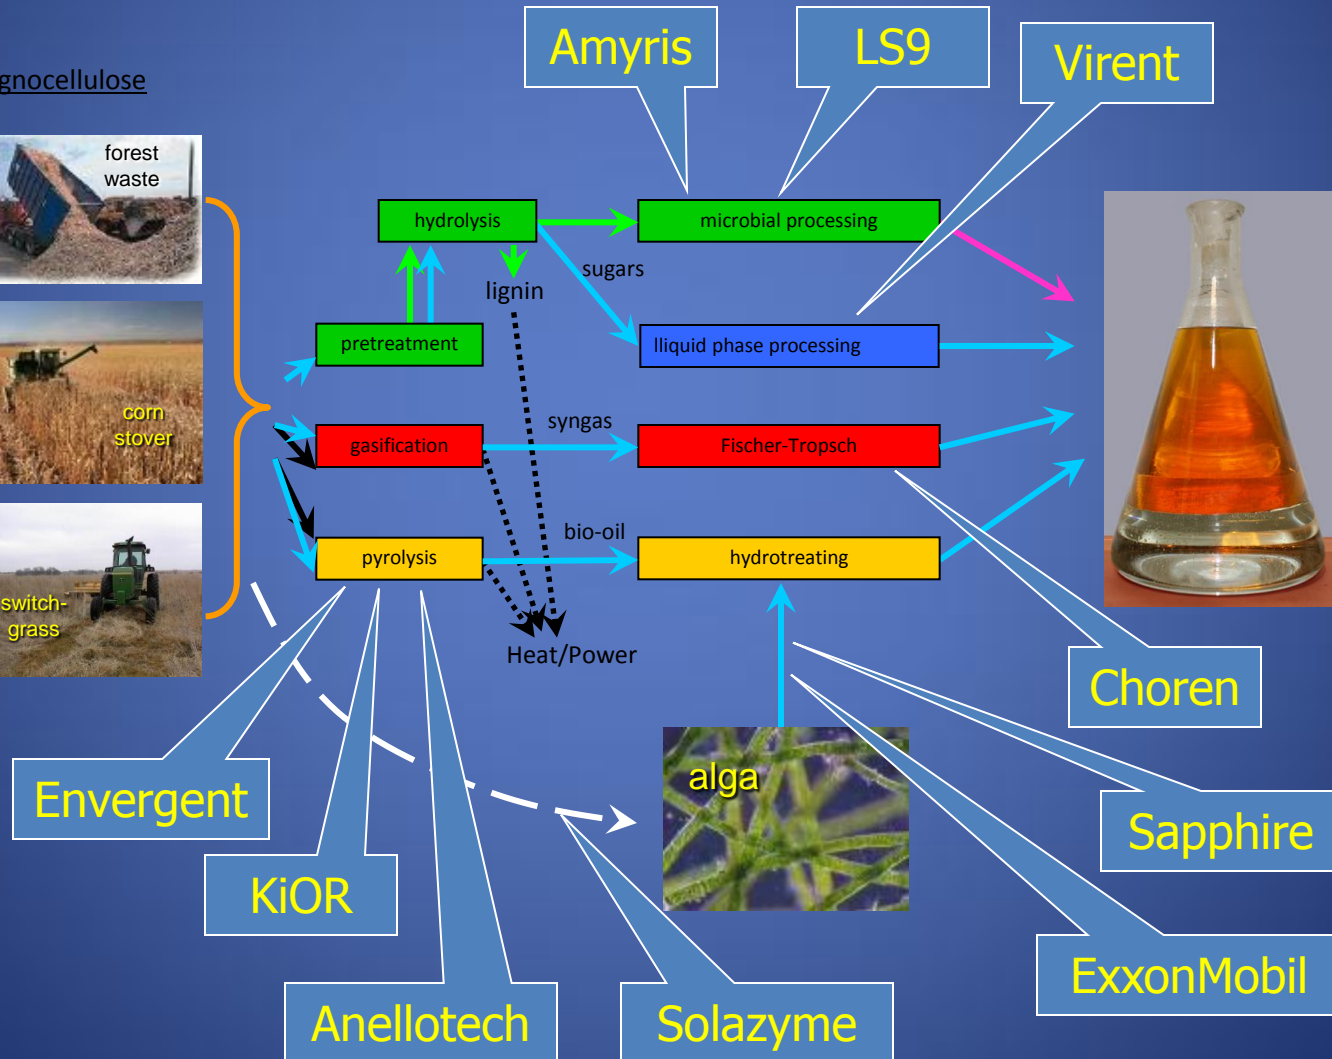 Amyris
LS9
Virent
gnocellulose
forest
waste
hydrolysis
microbial processing
sugars
lignin
pretreatment
lliquid phase processing
corn
stover
syngas
gasification
Fischer-Tropsch
bio-oil
pyrolysis
hydrotreating
switch-
grass
Heat/Power
Choren
alga
Envergent
Sapphire
KiOR
ExxonMobil
Anellotech
Solazyme